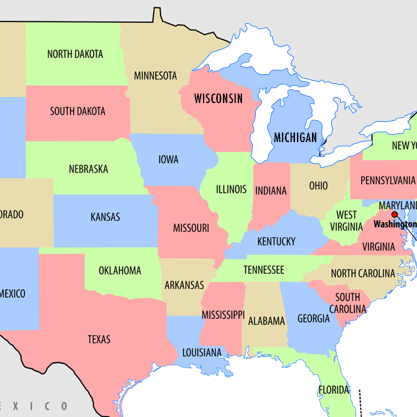 NORTH DAKOTA
MINNESOTA
WISCONSIN
SOUTH DAKOTA
MICHIGAN
NEW YO
IOWA
NEBRASKA
PENNSYLVANIA
ILLINOIS
INDIANA
OHIO
MARYLAND
ORADO
KANSAS
WEST
VIRGINIA
Washington
MISSOURI
KENTUCKY
VIRGINIA
OKLAHOMA
TENNESSEE
NORTH CAROLINA
ARKANSAS
MEXICO
SOUTH
CAROLINA
MISSISSIPPI
ALABAMA
GEORGIA
TEXAS
LOUISIANA
FLORIDA
EXICO